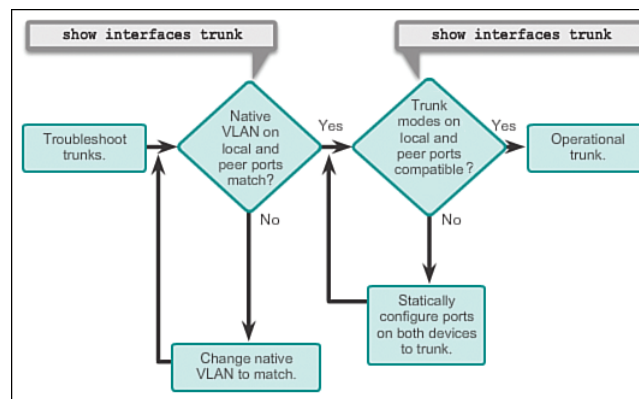 show interfaces trunk
show interfaces trunk
Troubleshoot
trunks.
Native
VLAN on
local and
peer ports
match?
Yes
Trunk
modes on
local and
peer ports
compatible?
Yes
Operational
trunk.
No
No
Change native
VLAN to match.
Statically
configure ports
on both devices
to trunk.